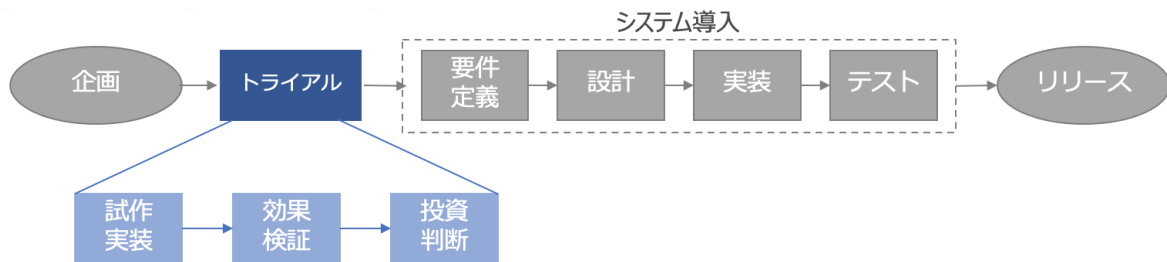 システム導入
企画
トライアル
要件
定義
設計
実装
テスト
リリース
試作
実装
効果
検証
投資
判断